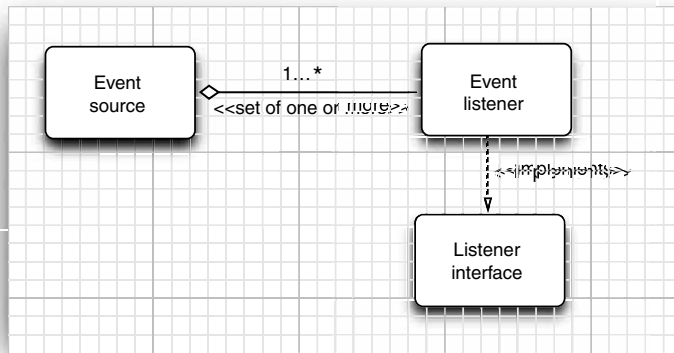 Event
source
1...*
<<set of one or more>>
Event
listener
<<implements>>
Listener
interface